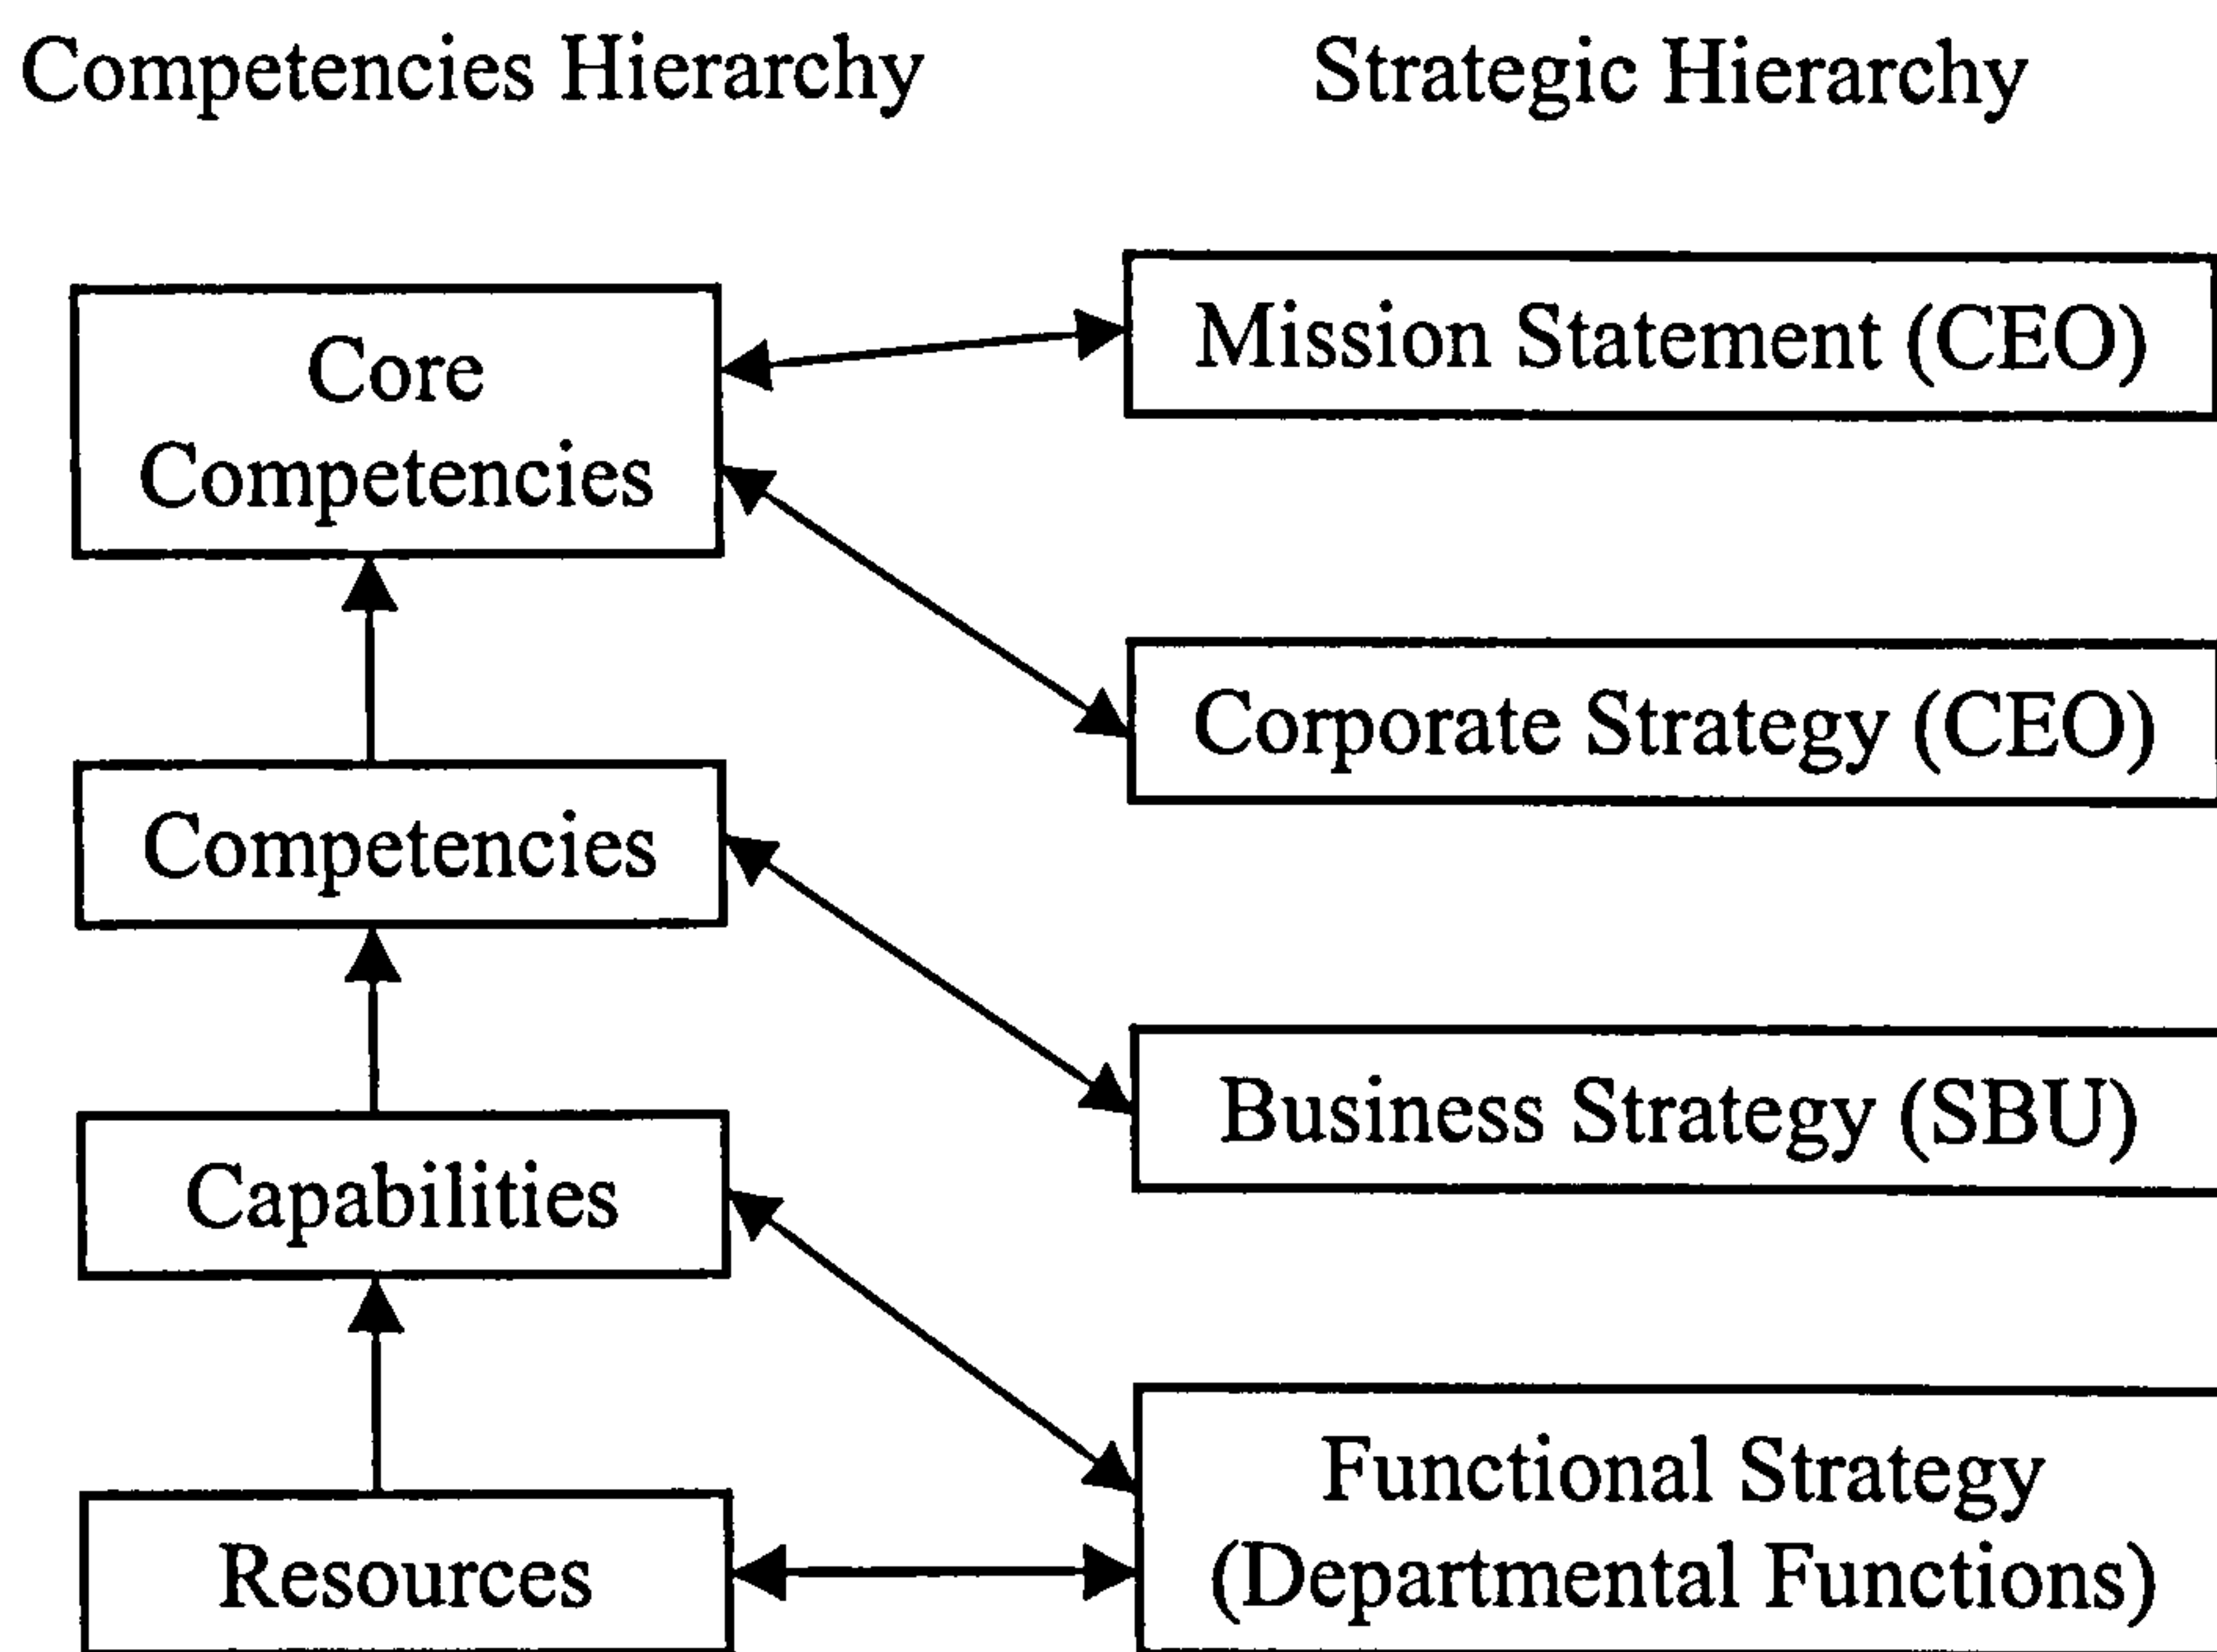 Competencies Hierarchy
Strategic Hierarchy
Core
Competencies
Mission Statement (CEO)
Corporate Strategy (CEO)
Competencies
Business Strategy (SBU)
Capabilities
Functional Strategy
(Departmental Functions)
Resources